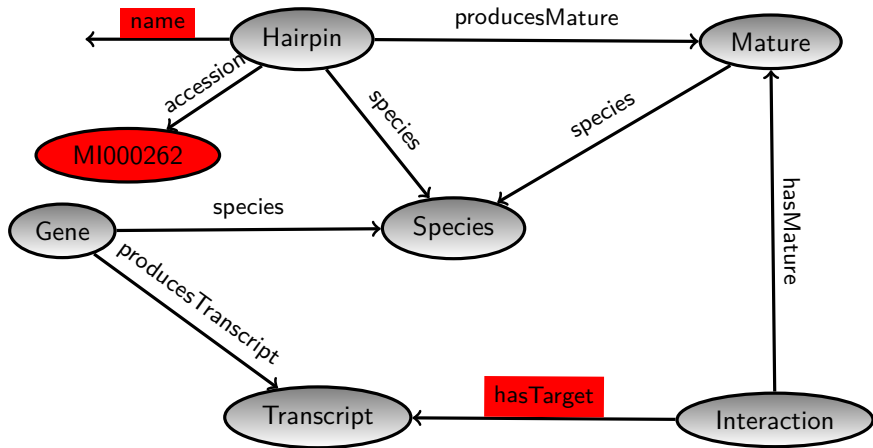 name
Hairpin
producesMature
Mature
accession
species
species
MI000262
Gene
species
Species
hasMature
producesTranscript
Transcript
hasTarget
Interaction